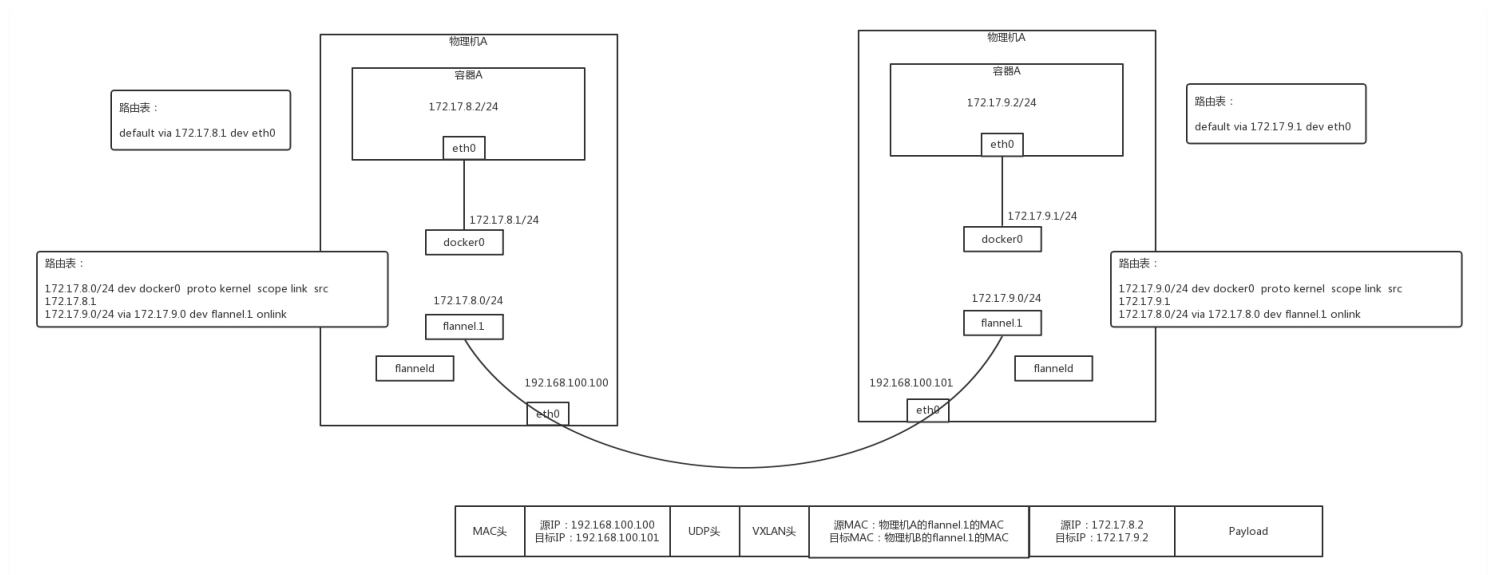 物理机A
容器A
172.17.8.2/24
eth0
路由表：
default via 172.17.8.1 dev eth0
172.17.8.1/24
docker0
路由表：
172.17.8.0/24 dev docker0  proto kernel  scope link  src
172.17.8.1
172.17.9.0/24 via 172.17.9.0 dev flannel.1 onlink
172.17.8.0/24
flannel.1
flanneld
192.168.100.100
eth0
物理机A
容器A
172.17.9.2/24
eth0
路由表：
default via 172.17.9.1 dev eth0
172.17.9.1/24
docker0
路由表：
172.17.9.0/24 dev docker0  proto kernel  scope link  src
172.17.9.1
172.17.8.0/24 via 172.17.8.0 dev flannel.1 onlink
172.17.9.0/24
flannel.1
flanneld
192.168.100.101
eth0
MAC头
源IP：192.168.100.100
目标IP：192.168.100.101
UDP头
VXLAN头
源MAC：物理机A的flannel.1的MAC
目标MAC：物理机B的flannel.1的MAC
源IP：172.17.8.2
目标IP：172.17.9.2
Payload